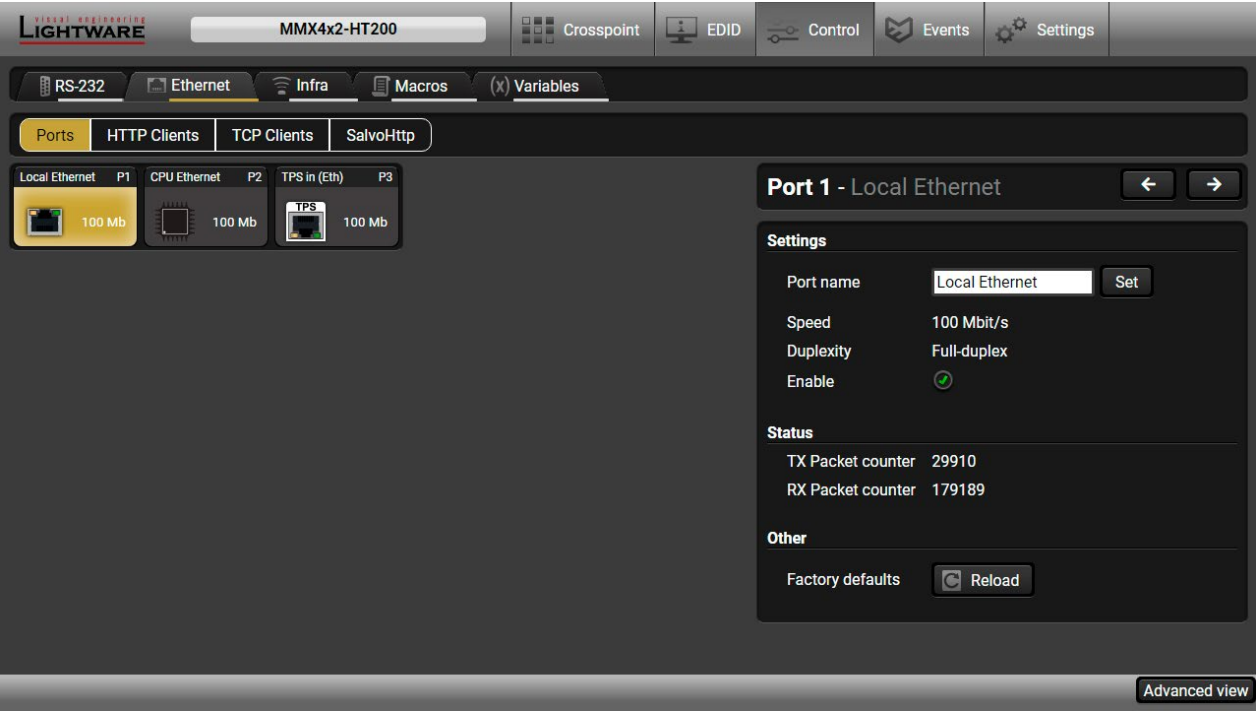 visual engineering
LIGHTWARE
MMX4x2-HT200
Crosspoint
EDID
Control
Events
Settings
RS-232
Ethernet
Infra
Macros
(x) Variables
Ports
HTTP Clients
TCP Clients
SalvoHttp
Local Ethernet P1
100 Mb
CPU Ethernet P2
100 Mb
TPS in (Eth) P3
TPS
100 Mb
Port 1 - Local Ethernet
Settings
Port name Local Ethernet Set
Speed 100 Mbit/s
Duplexity Full-duplex
Enable
Status
TX Packet counter 29910
RX Packet counter 179189
Other
Factory defaults Reload
Advanced view